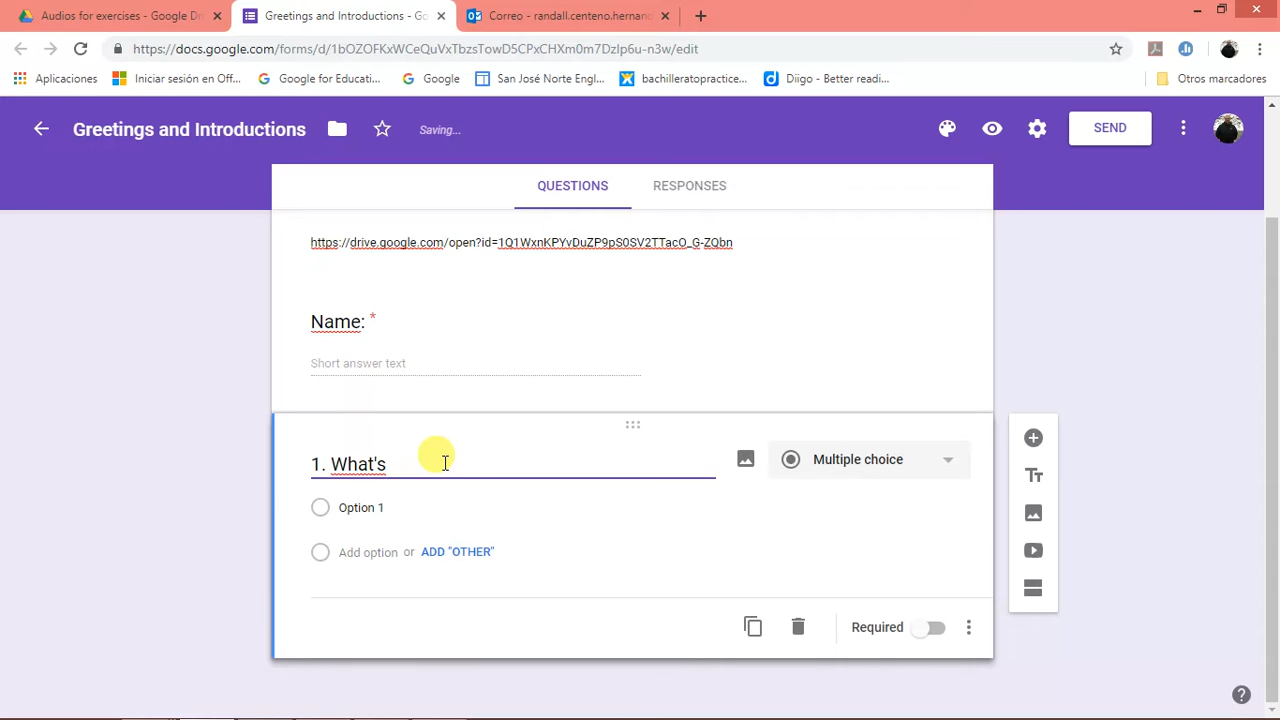 Audios for exercises - Google Dri
Greetings and Introductions - Go
Correo - randall.centeno.hernan
https://docs.google.com/forms/d/1bOZOFKxWCeQuVxTbzsTowD5CPxCHXm0m7DzIp6u-n3w/edit
Aplicaciones
Iniciar sesión en Off...
Google for Educati...
Google
San José Norte Engl...
bachilleratopractice...
Diigo - Better readi...
Otros marcadores
Greetings and Introductions
Saving...
SEND
QUESTIONS
RESPONSES
https://drive.google.com/open?id=1Q1WxnKPYvDuZP9pS0SV2TTacO_G-ZQbn
Name: *
Short answer text
1. What's
Multiple choice
Option 1
Add option or ADD "OTHER"
Required